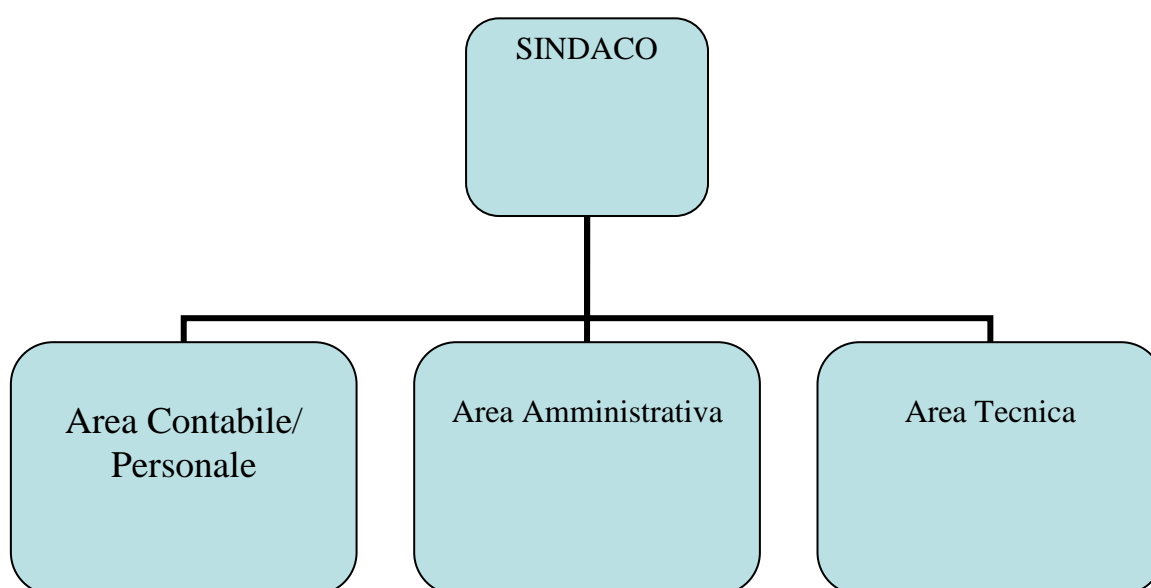 SINDACO
Area Contabile/
Personale
Area Amministrativa
Area Tecnica